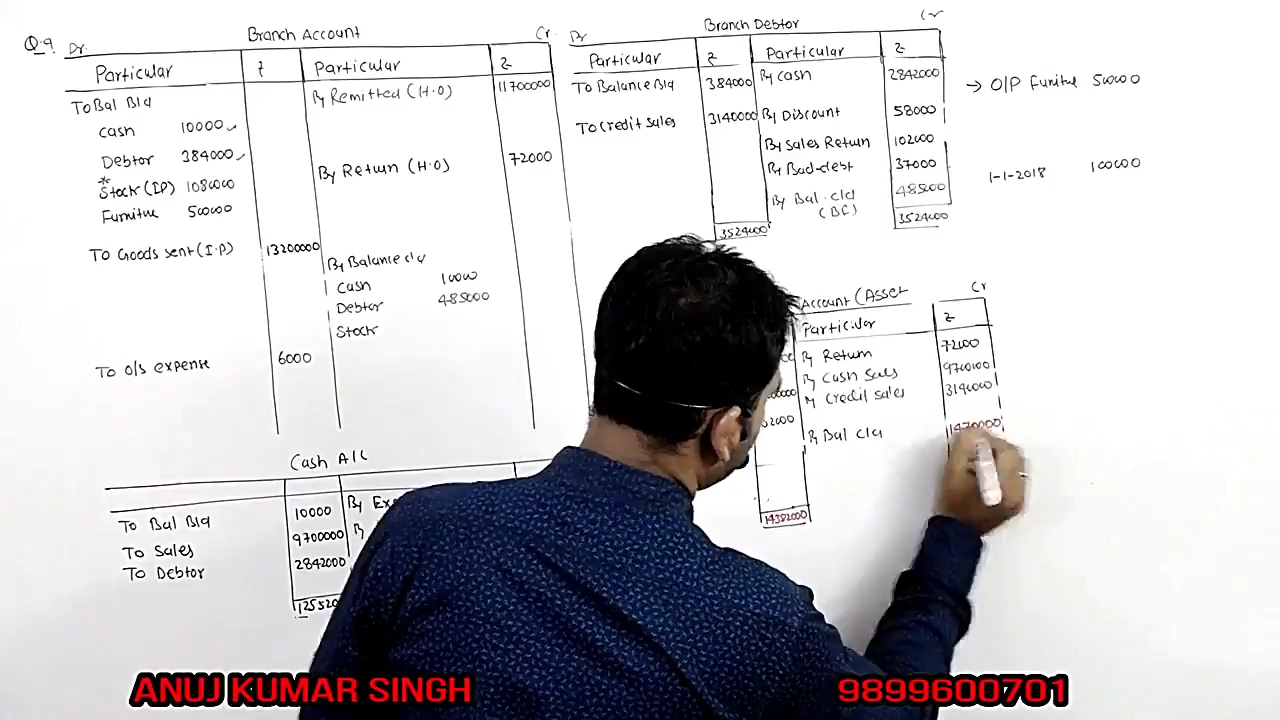 Q.9
Branch Account
Dr. Cr.
Particular ₹ Particular ₹
To Bal B/d By Remitted (H.O) 11700000
Cash 10000
Debtor 384000 By Return (H.O) 72000
*Stock (IP) 1080000
Furnitue 500000
To Goods sent (I.P) 13200000
By Balance c/d
Cash 10000
Debtor 485000
Stock
To O/s expense 6000
Branch Debtor
Dr Cr
Particular ₹ Particular ₹
To Balance B/d 384000 By Cash 2842000
To Credit sales 3140000 By Discount 58000
By Sales Return 102000
By Bad-debt 37000
By Bal. c/d 485000
(BF)
3524000 3524000
→ O/P Furnitue 500000
1-1-2018 100000
Account (Asset
Cr
Particular ₹
By Return 72000
By Cash sales 9700000
By Credit sales 3140000
By Bal c/d 1470000
14382000
Cash A/c
To Bal B/d 10000
To Sales 9700000
To Debtor 2842000
ANUJ KUMAR SINGH
9899600701